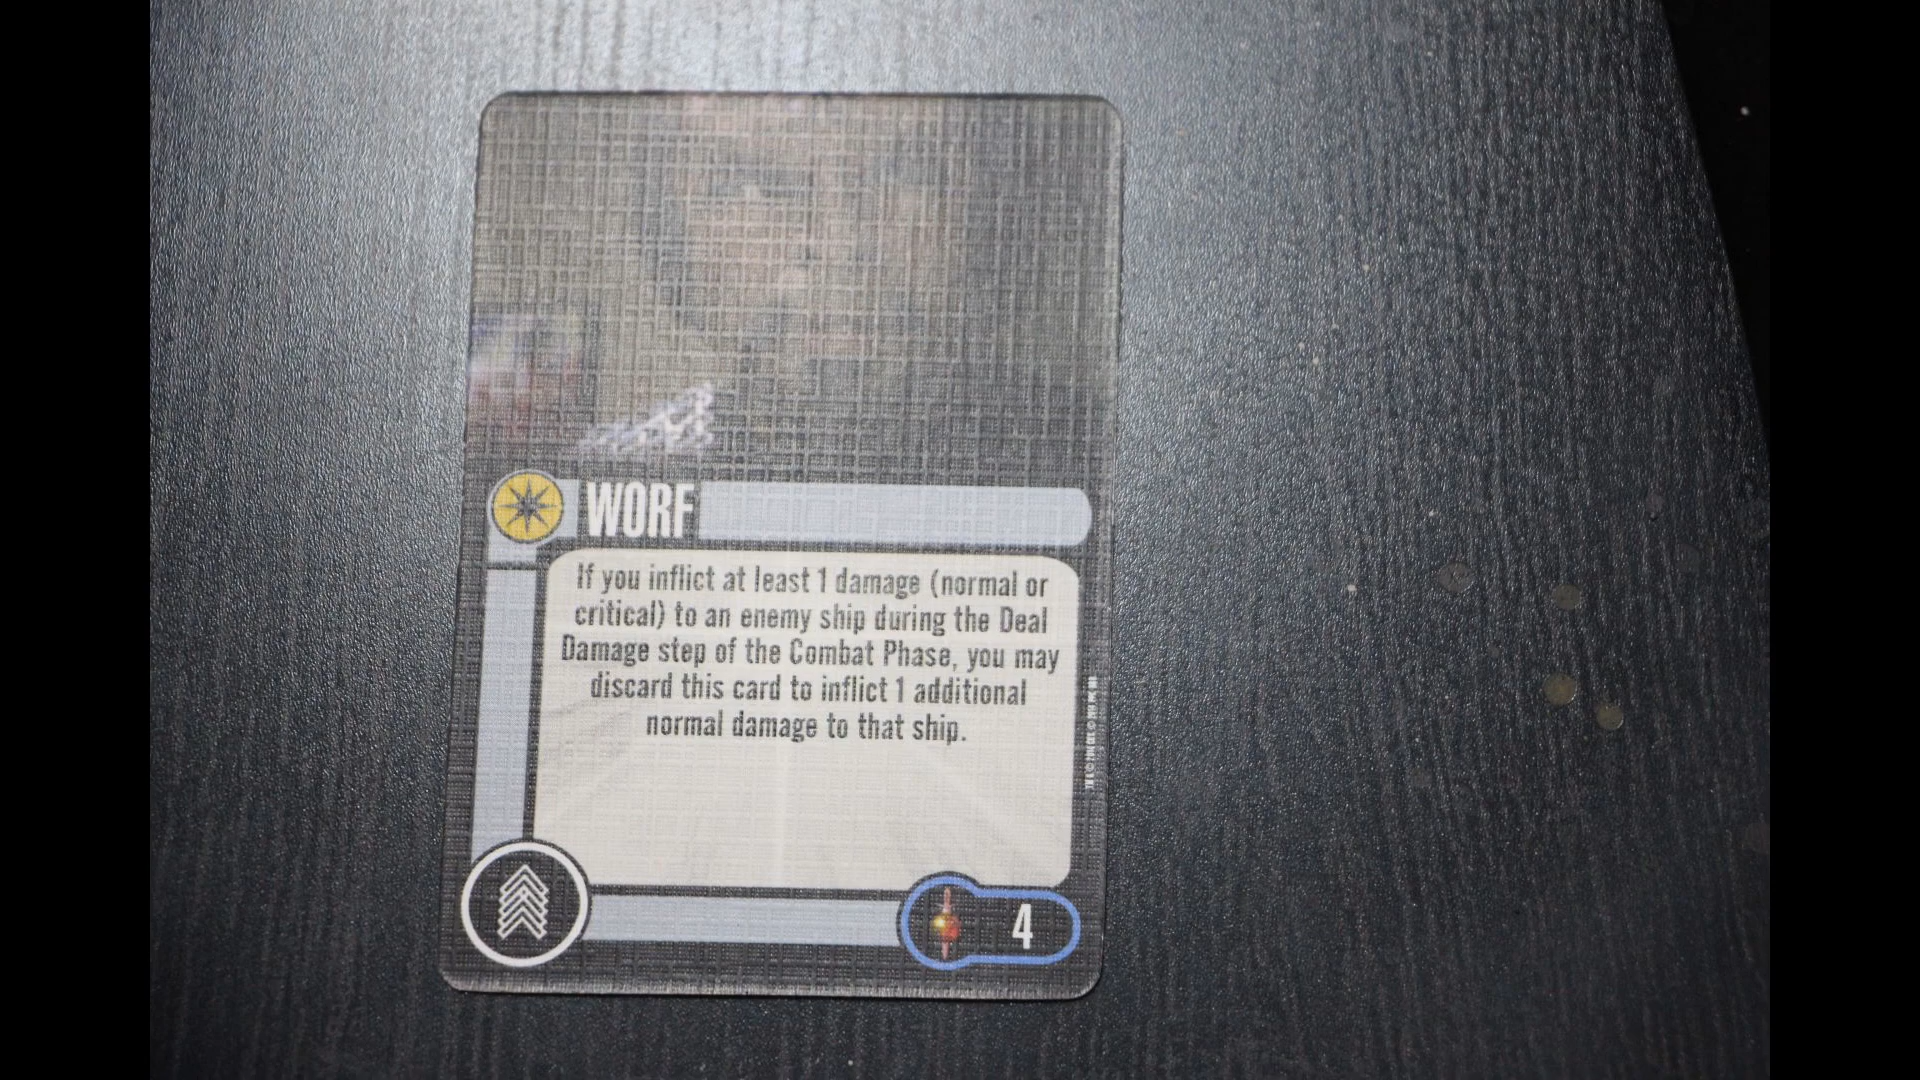 WORF
If you inflict at least 1 damage (normal or
critical) to an enemy ship during the Deal
Damage step of the Combat Phase, you may
discard this card to inflict 1 additional
normal damage to that ship.
4